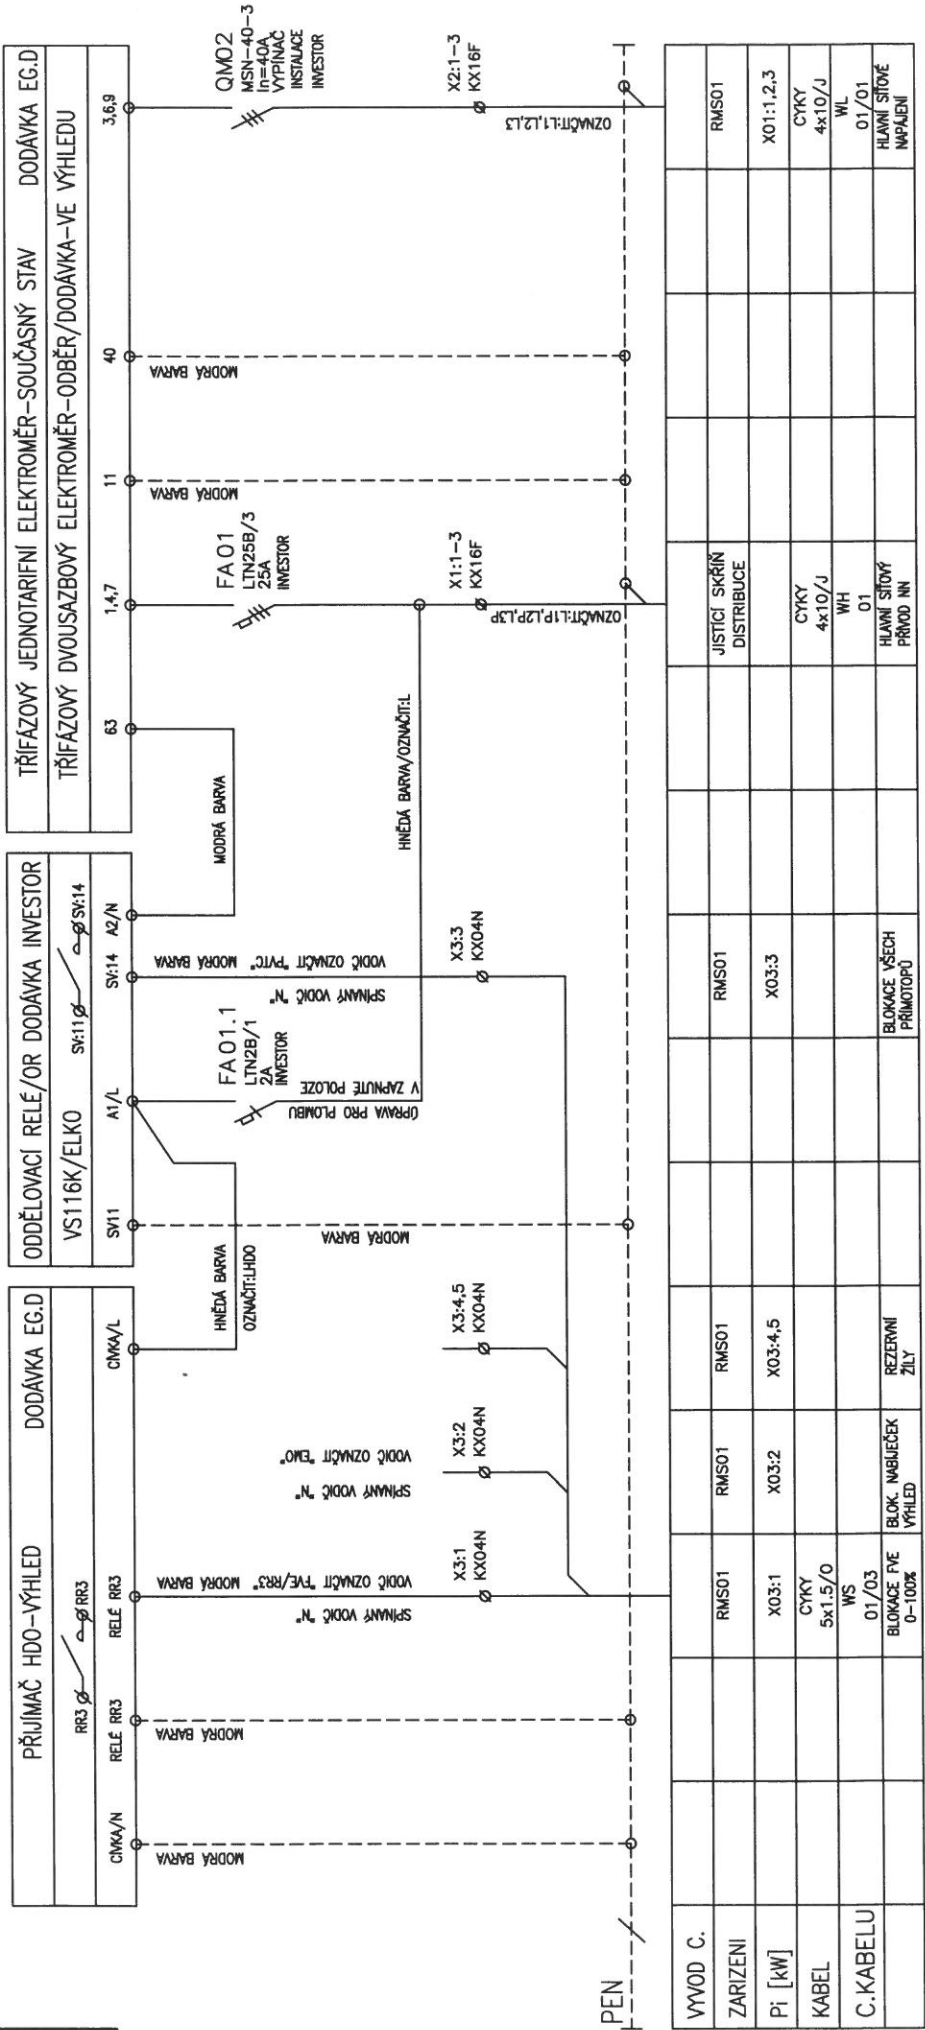 PŘIJÍMAČ HDO-VÝHLED DODÁVKA EG.D
RR3 RR3
CÍVKA/N RELÉ RR3 RELÉ RR3 CÍVKA/L
ODDĚLOVACÍ RELÉ/OR DODÁVKA INVESTOR
VS116K/ELKO SV:11 SV:14
SV11 A1/L SV:14 A2/N
TŘÍFÁZOVÝ JEDNOTARIFNÍ ELEKTROMĚR-SOUČASNÝ STAV DODÁVKA EG.D
TŘÍFÁZOVÝ DVOUSAZBOVÝ ELEKTROMĚR-ODBĚR/DODÁVKA-VE VÝHLEDU
63 1,4,7 11 40 3,6,9
MODRÁ BARVA
MODRÁ BARVA
SPÍNANÝ VODIČ "N"
VODIČ OZNAČIT "FVE/RR3" MODRÁ BARVA
X3:1
KX04N
SPÍNANÝ VODIČ "N"
VODIČ OZNAČIT "EMO"
X3:2
KX04N
X3:4,5
KX04N
HNĚDÁ BARVA
OZNAČIT:LHDO
MODRÁ BARVA
FA01.1
LTN2B/1
2A
INVESTOR
ÚPRAVA PRO PLOMBU
V ZAPNUTÉ POLOZE
SPÍNANÝ VODIČ "N"
VODIČ OZNAČIT "PVTC" MODRÁ BARVA
X3:3
KX04N
MODRÁ BARVA
HNĚDÁ BARVA/OZNAČIT:L
FA01
LTN25B/3
25A
INVESTOR
X1:1-3
KX16F
OZNAČIT:L1P,L2P,L3P
MODRÁ BARVA
MODRÁ BARVA
QM02
MSN-40-3
In=40A
VYPÍNAČ
INSTALACE
INVESTOR
X2:1-3
KX16F
OZNAČIT:L1,L2,L3
PEN
VYVOD C.
ZARIZENI RMS01 RMS01 RMS01 RMS01 JISTÍCÍ SKŘÍŇ DISTRIBUCE RMS01
Pi [kW] X03:1 X03:2 X03:4,5 X03:3 X01:1,2,3
KABEL CYKY 5x1.5/O CYKY 4x10/J CYKY 4x10/J
C.KABELU WS 01/03 WH 01 WL 01/01
BLOKACE FVE 0-100% BLOK. NABÍJEČEK VÝHLED REZERVNÍ ŽÍLY BLOKACE VŠECH PŘÍMOTOPŮ HLAVNÍ SÍŤOVÝ PŘÍVOD NN HLAVNÍ SÍŤOVÉ NAPÁJENÍ